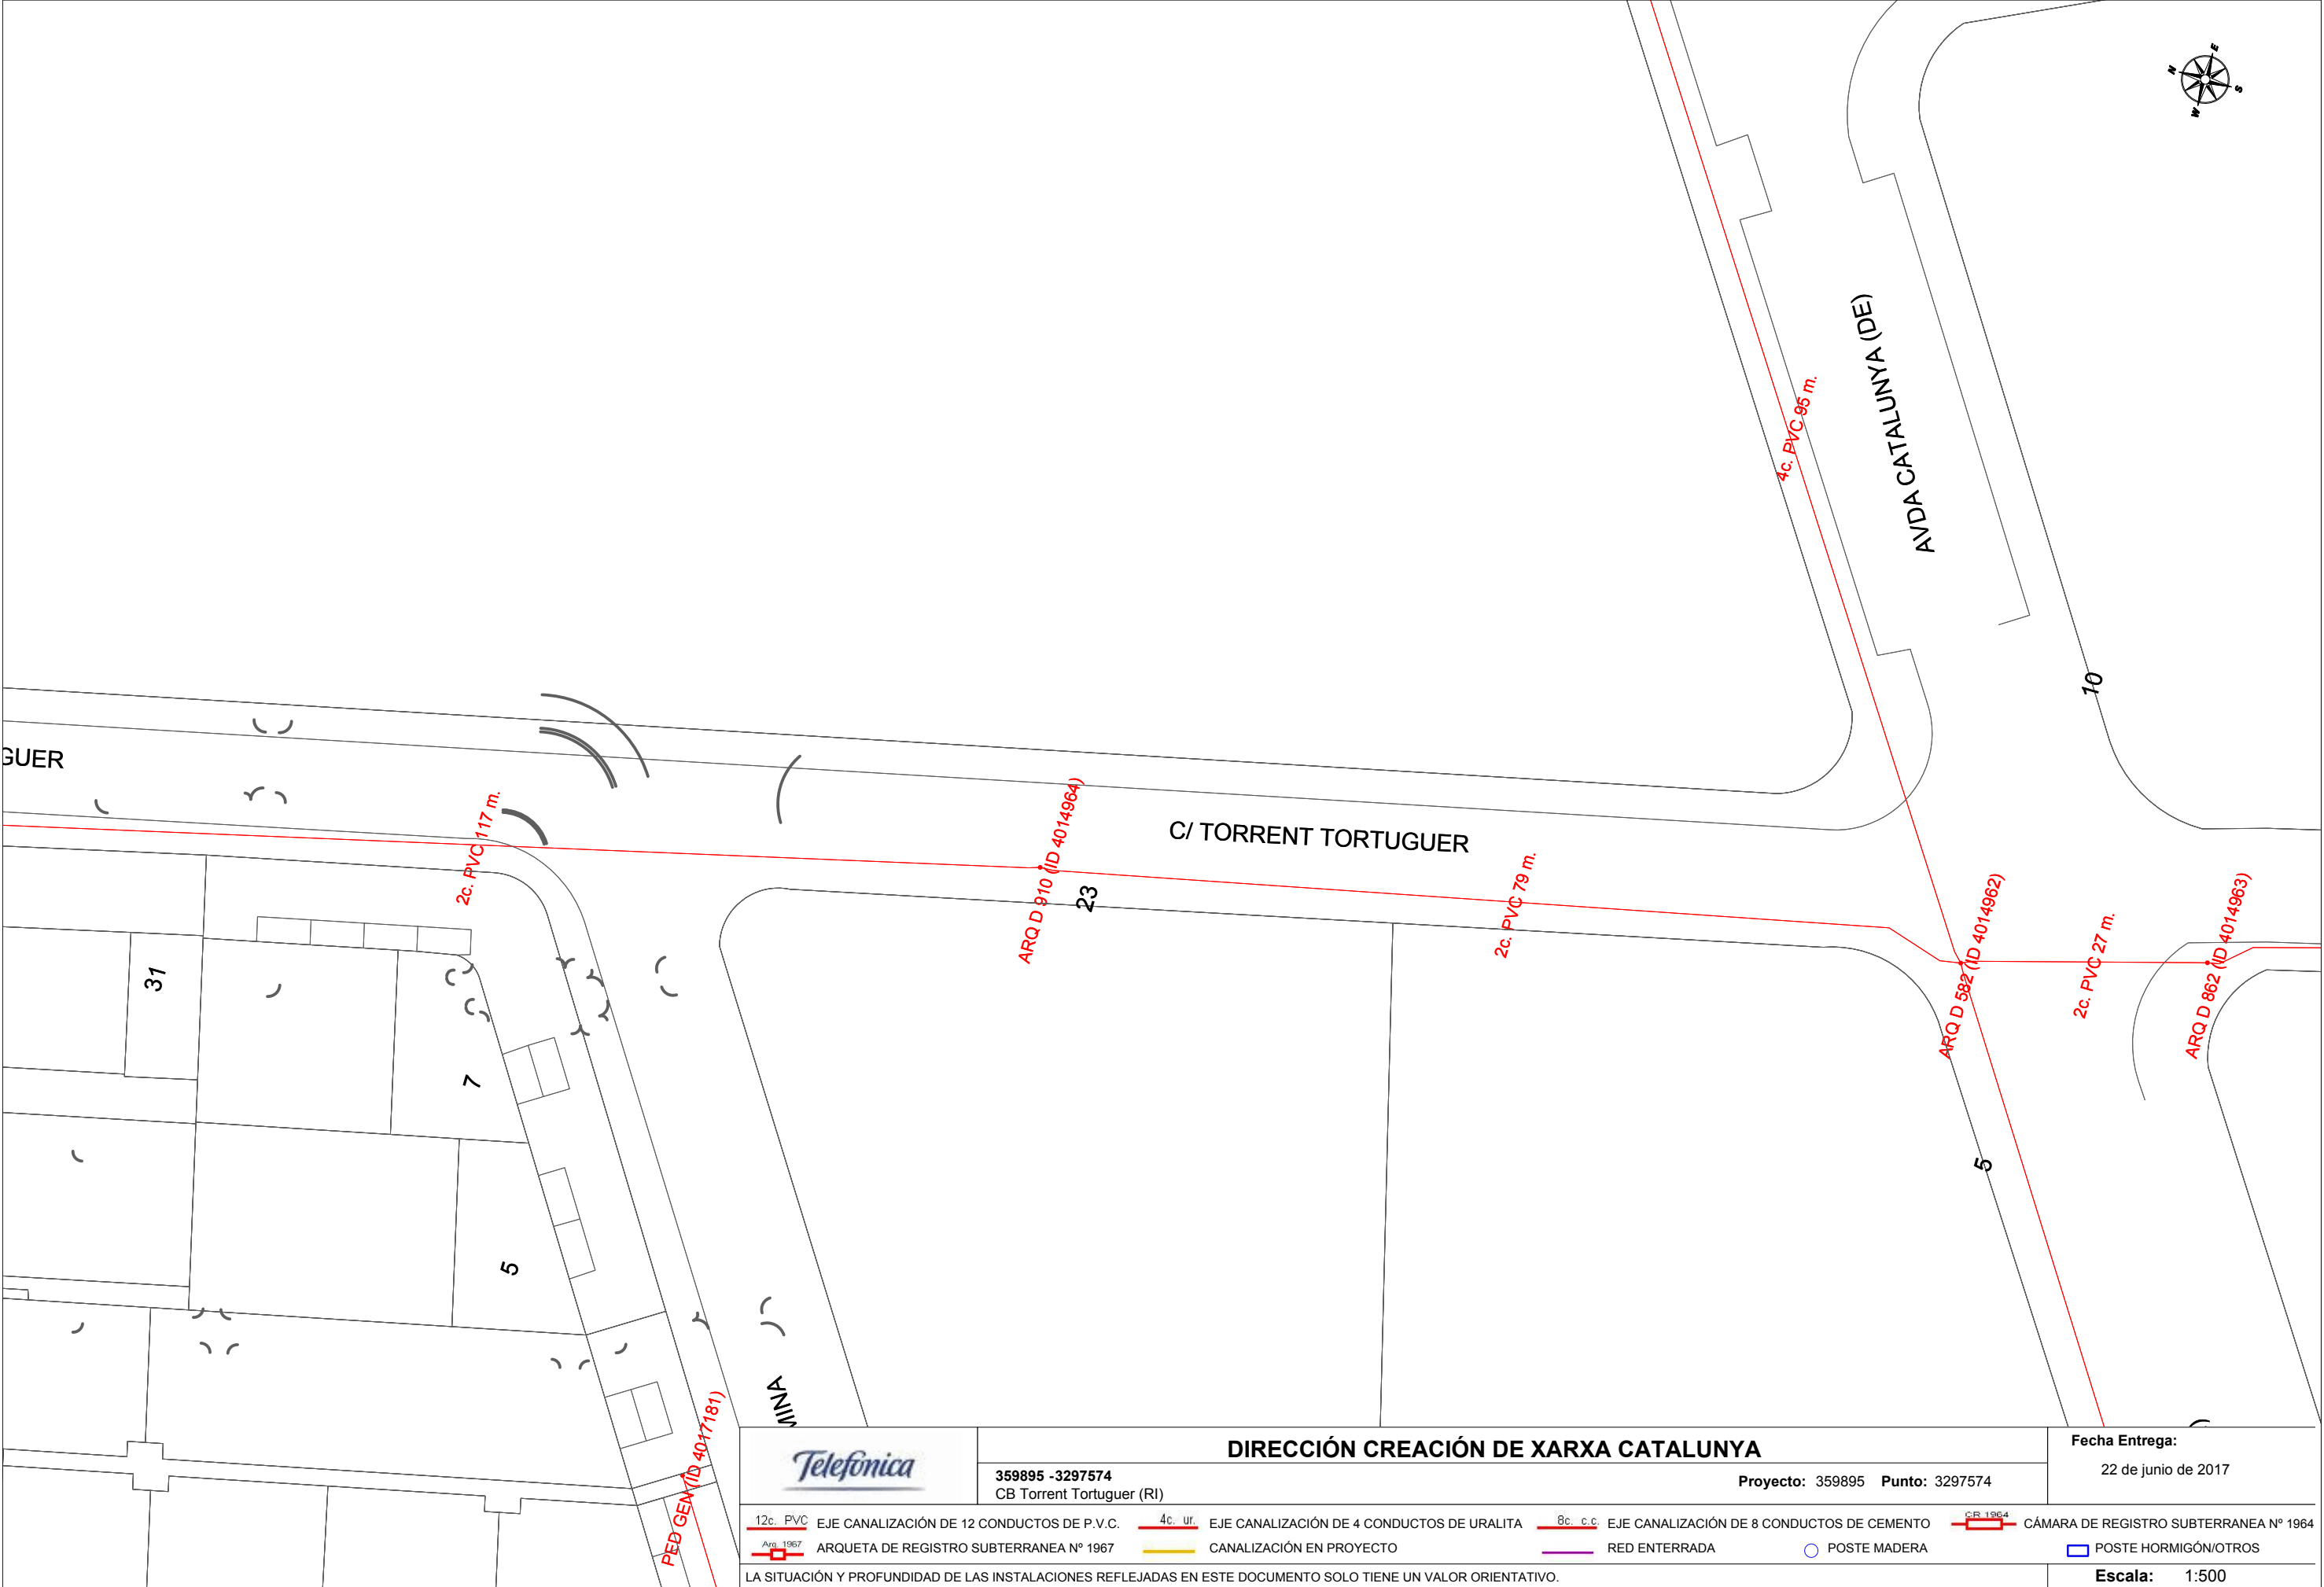 N
E
S
W
AVDA CATALUNYA (DE)
4c. PVC 95 m.
10
GUER
2c. PVC 117 m.
ARQ D 910 (ID 4014964)
23
C/ TORRENT TORTUGUER
2c. PVC 79 m.
ARQ D 582 (ID 4014962)
2c. PVC 27 m.
ARQ D 862 (ID 4014963)
31
7
5
5
PED GEN (ID 4017181)
MINA
)
Telefónica
DIRECCIÓN CREACIÓN DE XARXA CATALUNYA
359895 -3297574
CB Torrent Tortuguer (RI)
Proyecto: 359895 Punto: 3297574
Fecha Entrega:
22 de junio de 2017
12c. PVC EJE CANALIZACIÓN DE 12 CONDUCTOS DE P.V.C.
4c. ur. EJE CANALIZACIÓN DE 4 CONDUCTOS DE URALITA
8c. c.c. EJE CANALIZACIÓN DE 8 CONDUCTOS DE CEMENTO
C.R. 1964 CÁMARA DE REGISTRO SUBTERRANEA Nº 1964
Arq. 1967 ARQUETA DE REGISTRO SUBTERRANEA Nº 1967
CANALIZACIÓN EN PROYECTO
RED ENTERRADA
POSTE MADERA
POSTE HORMIGÓN/OTROS
LA SITUACIÓN Y PROFUNDIDAD DE LAS INSTALACIONES REFLEJADAS EN ESTE DOCUMENTO SOLO TIENE UN VALOR ORIENTATIVO.
Escala: 1:500